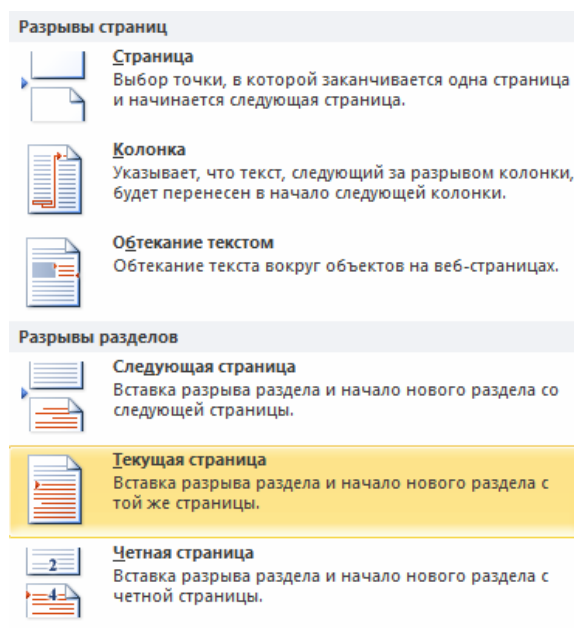 Разрывы страниц
Страница
Выбор точки, в которой заканчивается одна страница
и начинается следующая страница.
Колонка
Указывает, что текст, следующий за разрывом колонки,
будет перенесен в начало следующей колонки.
Обтекание текстом
Обтекание текста вокруг объектов на веб-страницах.
Разрывы разделов
Следующая страница
Вставка разрыва раздела и начало нового раздела со
следующей страницы.
Текущая страница
Вставка разрыва раздела и начало нового раздела с
той же страницы.
Четная страница
2
Вставка разрыва раздела и начало нового раздела с
4
четной страницы.